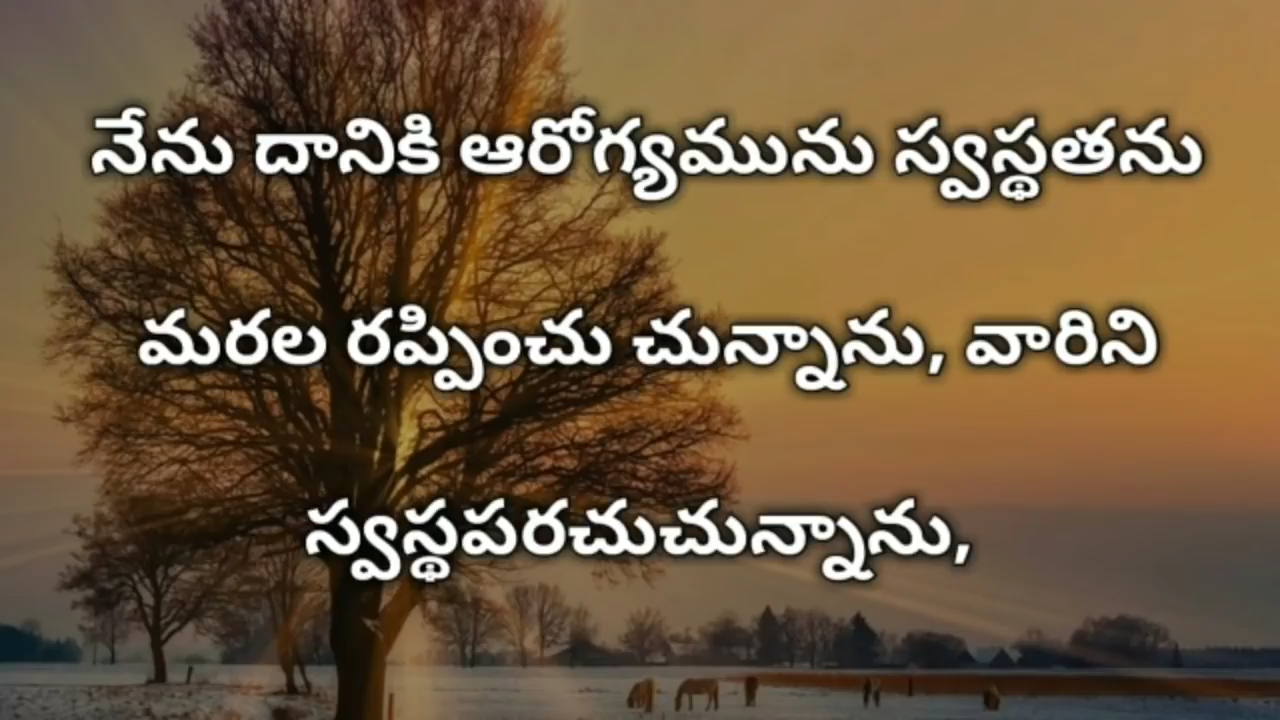 నేను దానికి ఆరోగ్యమును స్వస్థతను
మరల రప్పించు చున్నాను, వారిని
స్వస్థపరచుచున్నాను,